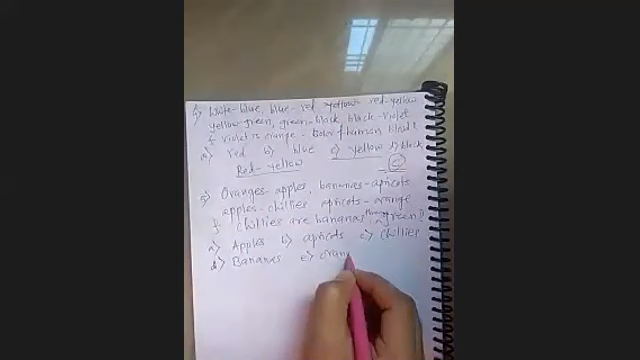 4) White-blue, blue-red yellow red-yellow
yellow-green, green-black black-violet
& violet is orange - Color of human blood?
a) red b) blue c) yellow d) black
Red - yellow c
5) Oranges-apples, bananas-apricots
apples-chillies apricots-orange
If chillies are bananas green?
a) Apples b) apricots c) chillies
d) Bananas e) oran